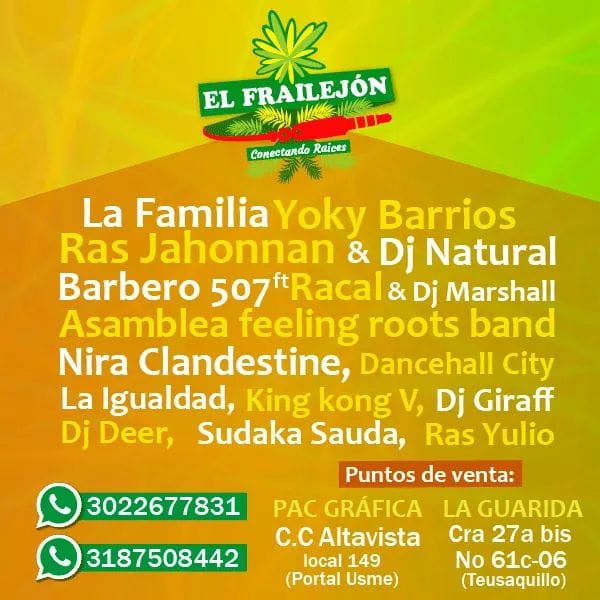 EL FRAILEJÓN
Conectando Raices
La Familia Yoky Barrios
Ras Jahonnan & Dj Natural
Barbero 507 ft Racal & Dj Marshall
Asamblea feeling roots band
Nira Clandestine, Dancehall City
La Igualdad, King kong V, Dj Giraff
Dj Deer, Sudaka Sauda, Ras Yulio
Puntos de venta:
3022677831
3187508442
PAC GRÁFICA
C.C Altavista
local 149
(Portal Usme)
LA GUARIDA
Cra 27a bis
No 61c-06
(Teusaquillo)